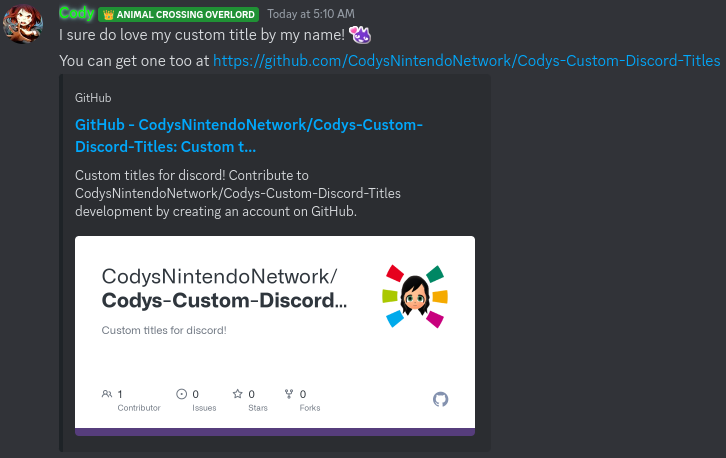 Cody 👑 ANIMAL CROSSING OVERLORD Today at 5:10 AM
I sure do love my custom title by my name!
You can get one too at https://github.com/CodysNintendoNetwork/Codys-Custom-Discord-Titles
GitHub
GitHub - CodysNintendoNetwork/Codys-Custom-
Discord-Titles: Custom t...
Custom titles for discord! Contribute to
CodysNintendoNetwork/Codys-Custom-Discord-Titles
development by creating an account on GitHub.
CodysNintendoNetwork/
Codys-Custom-Discord...
Custom titles for discord!
1 0 0 0
Contributor Issues Stars Forks